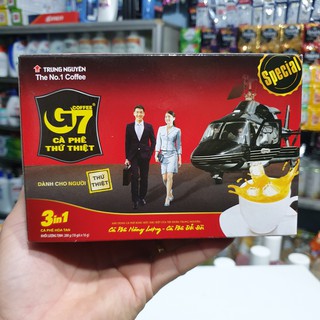 TRUNG NGUYÊN
The No.1 Coffee
Special
COFFEE
G7
CÀ PHÊ
THỨ THIỆT
DÀNH CHO NGƯỜI
THỨ
THIỆT
3in1
CÀ PHÊ HÒA TAN
Cà Phê Năng Lượng - Cà Phê Đổi Đời